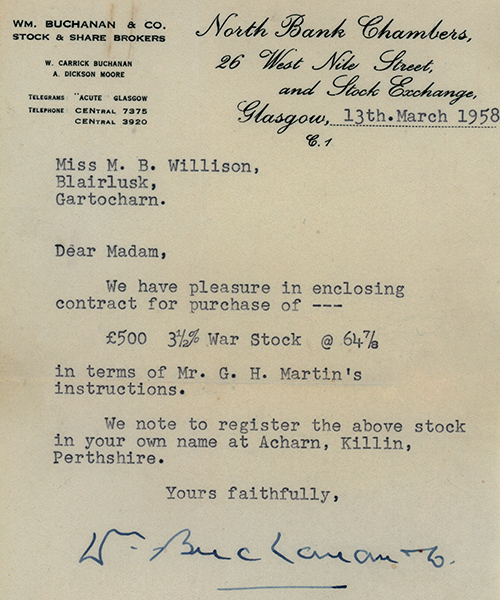 WM. BUCHANAN & CO.
STOCK & SHARE BROKERS
W. CARRICK BUCHANAN
A. DICKSON MOORE
TELEGRAMS "ACUTE GLASGOW
TELEPHONE CENTRAL 7375
CENTRAL 3920
North Bank Chambers,
26 West Nile Street,
and Stock Exchange,
Glasgow, 13th.March 1958
C.1
Miss M. B. Willison,
Blairlusk,
Gartocharn.
Dear Madam,
We have pleasure in enclosing
contract for purchase of ---
£500 3½% War Stock @ 64⅞
in terms of Mr. G. H. Martin's
instructions.
We note to register the above stock
in your own name at Acharn, Killin,
Perthshire.
Yours faithfully,
Wm. Buchanan & Co.